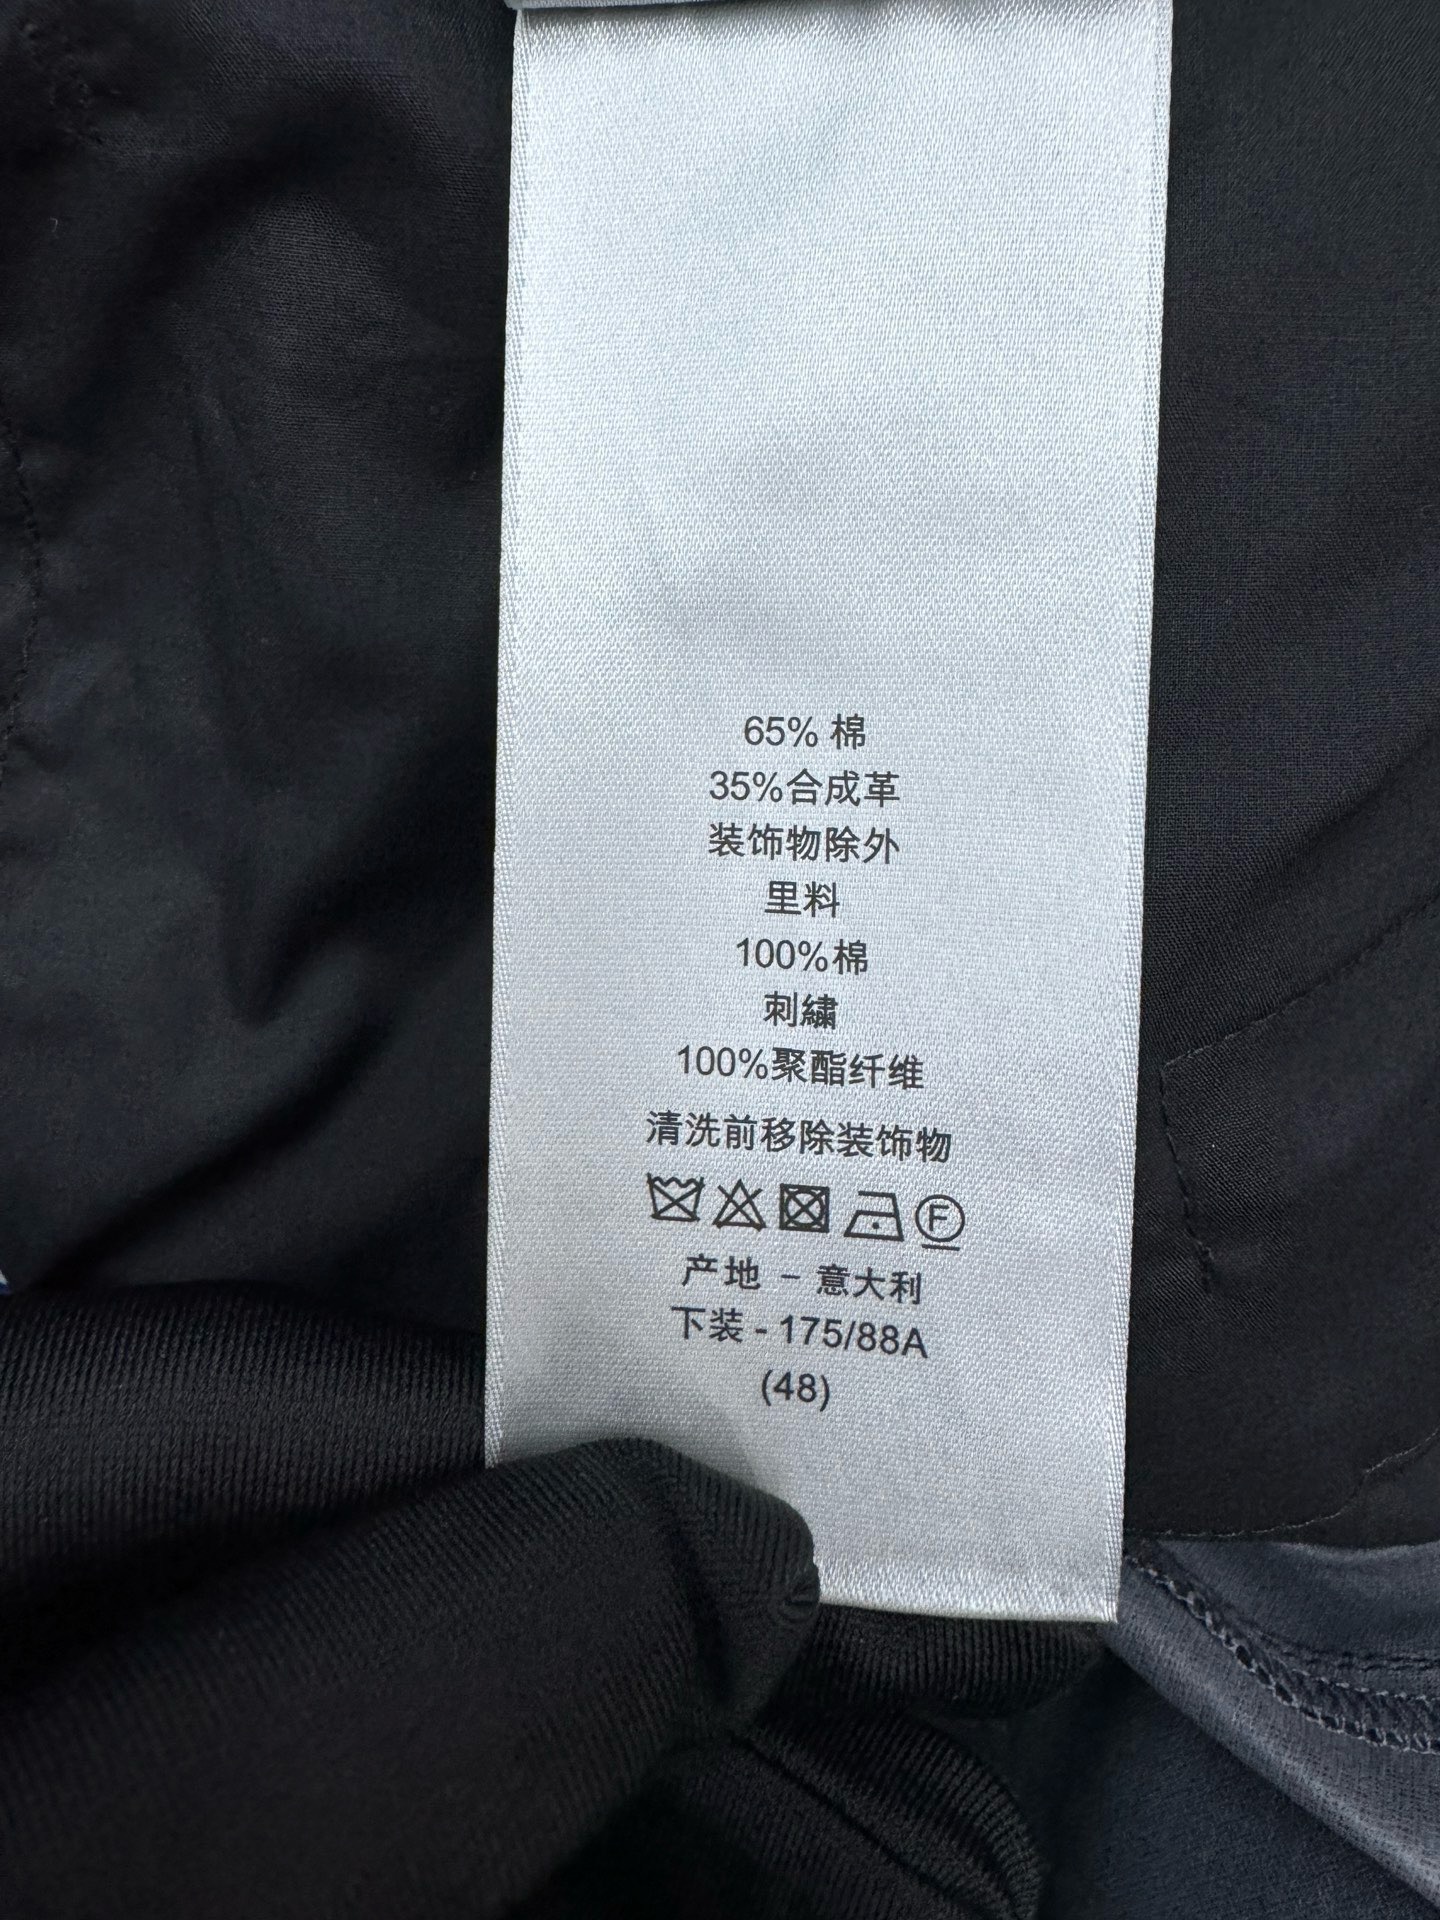 65% 棉
35%合成革
装饰物除外
里料
100%棉
刺繡
100%聚酯纤维
清洗前移除装饰物
F
产地 - 意大利
下装 - 175/88A
(48)